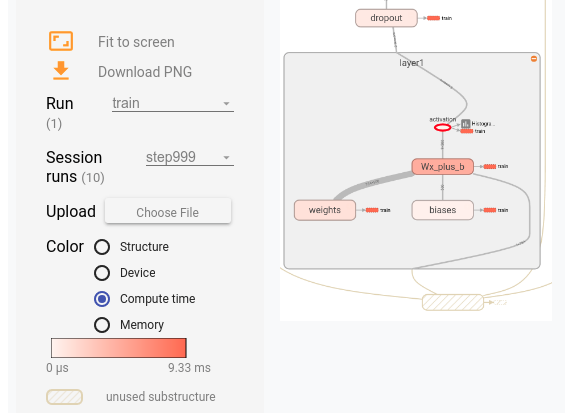 Fit to screen
Download PNG
Run
(1)
train
Session
runs (10)
step999
Upload
Choose File
Color
Structure
Device
Compute time
Memory
0 µs
9.33 ms
unused substructure
dropout
train
layer1
activation
Histogra...
train
Wx_plus_b
train
weights
train
biases
train